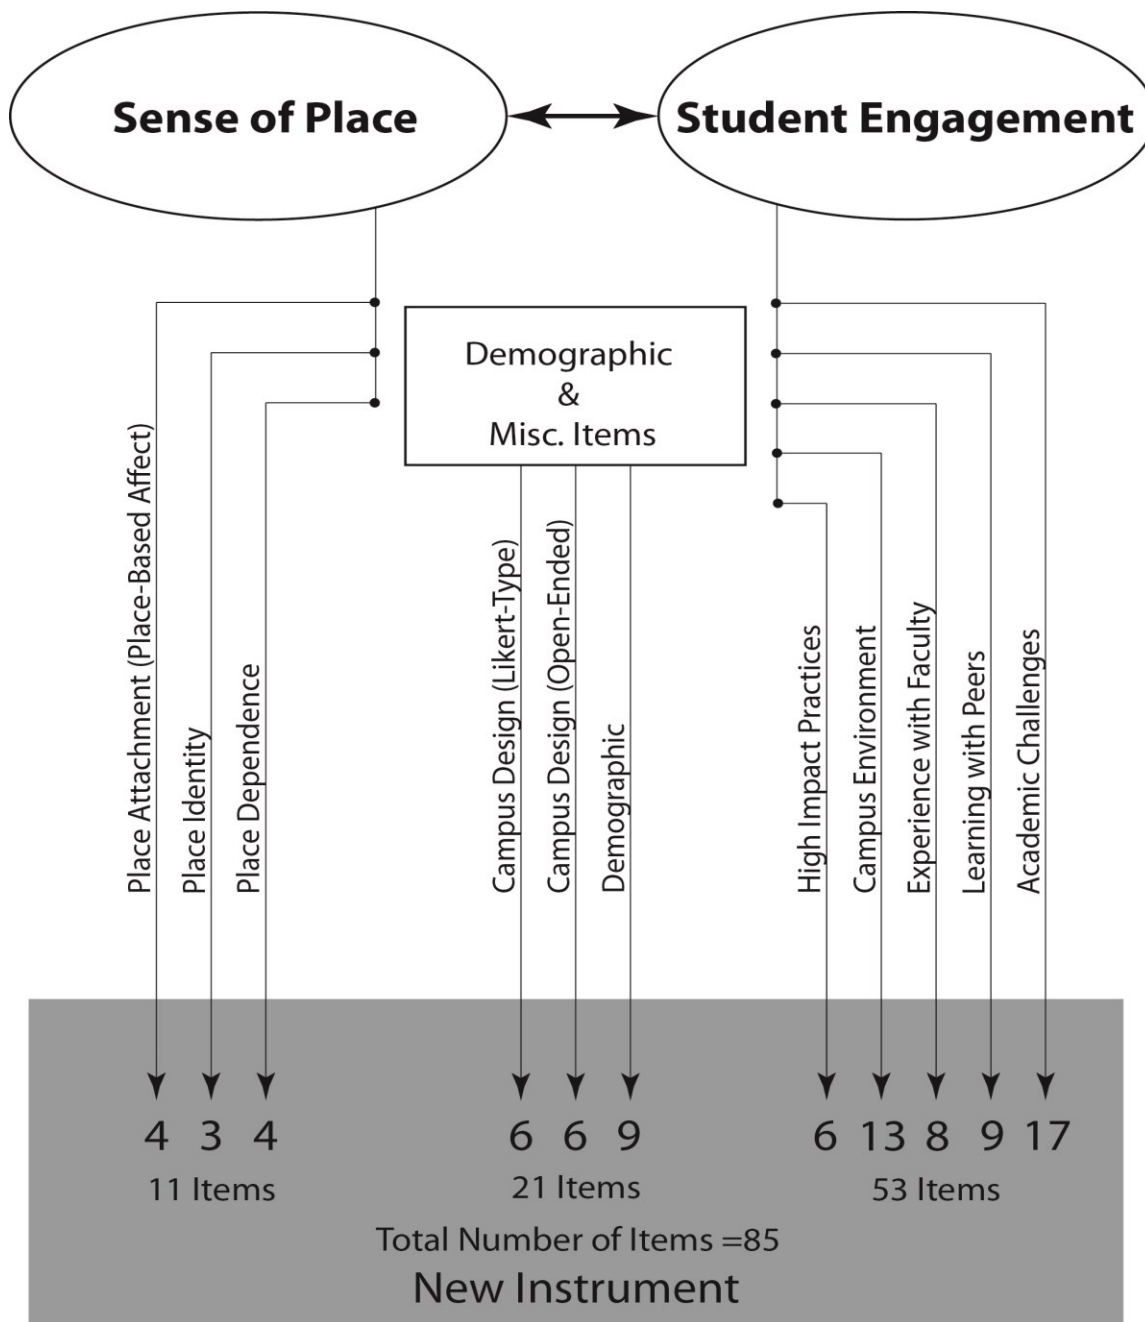 Sense of Place
Student Engagement
Demographic
&
Misc. Items
Place Attachment (Place-Based Affect)
Place Identity
Place Dependence
Campus Design (Likert-Type)
Campus Design (Open-Ended)
Demographic
High Impact Practices
Campus Environment
Experience with Faculty
Learning with Peers
Academic Challenges
4 3 4
6 6 9
6 13 8 9 17
11 Items
21 Items
53 Items
Total Number of Items =85
New Instrument